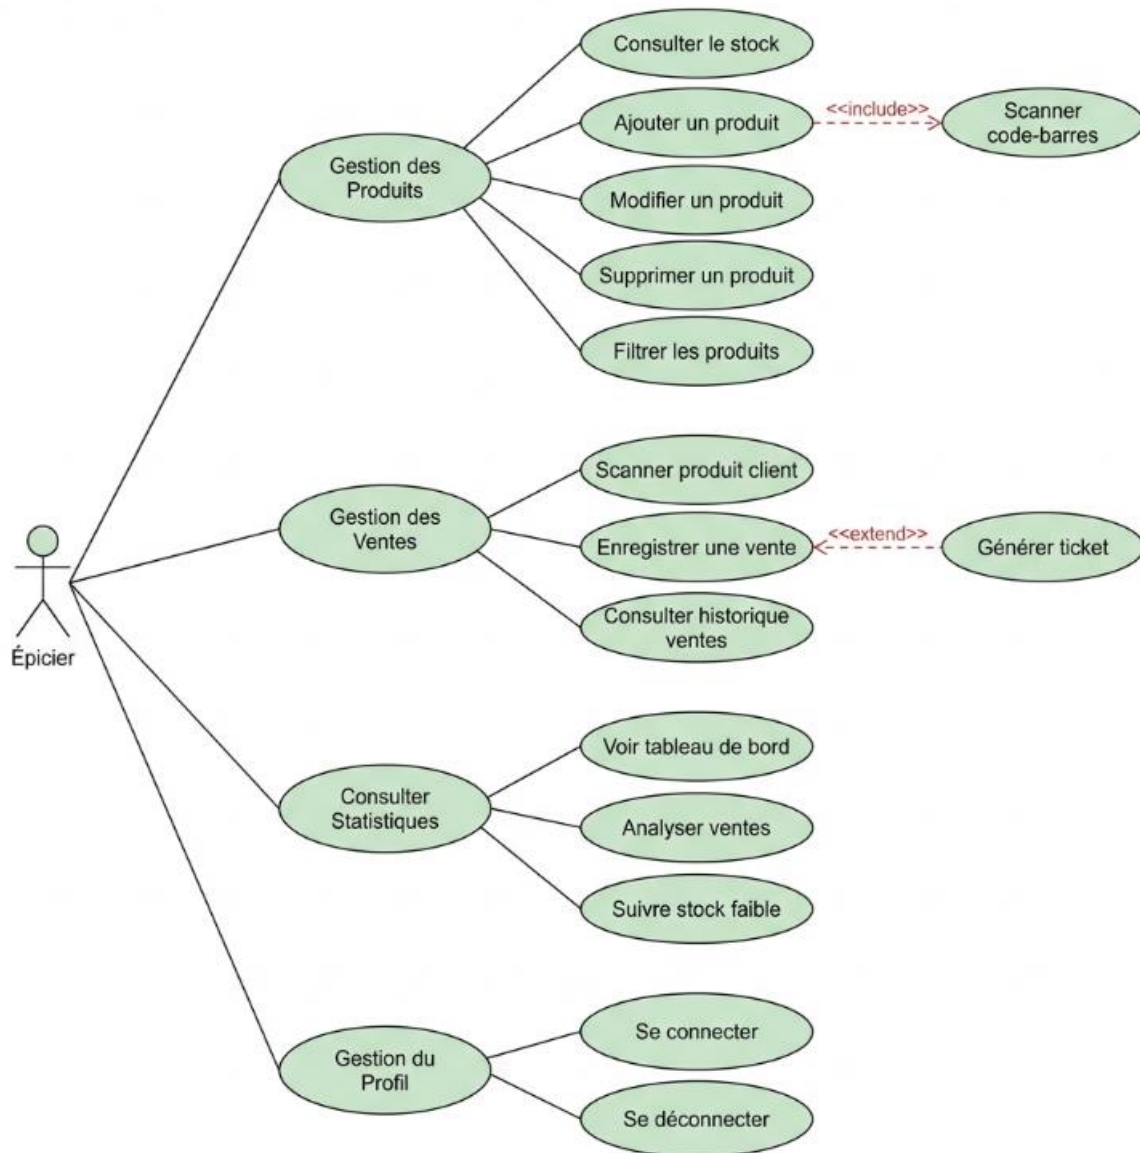 Consulter le stock
<<include>>
Ajouter un produit
Scanner
code-barres
Gestion des
Produits
Modifier un produit
Supprimer un produit
Filtrer les produits
Scanner produit client
Gestion des
Ventes
<<extend>>
Enregistrer une vente
Générer ticket
Consulter historique
ventes
Épicier
Voir tableau de bord
Consulter
Statistiques
Analyser ventes
Suivre stock faible
Se connecter
Gestion du
Profil
Se déconnecter